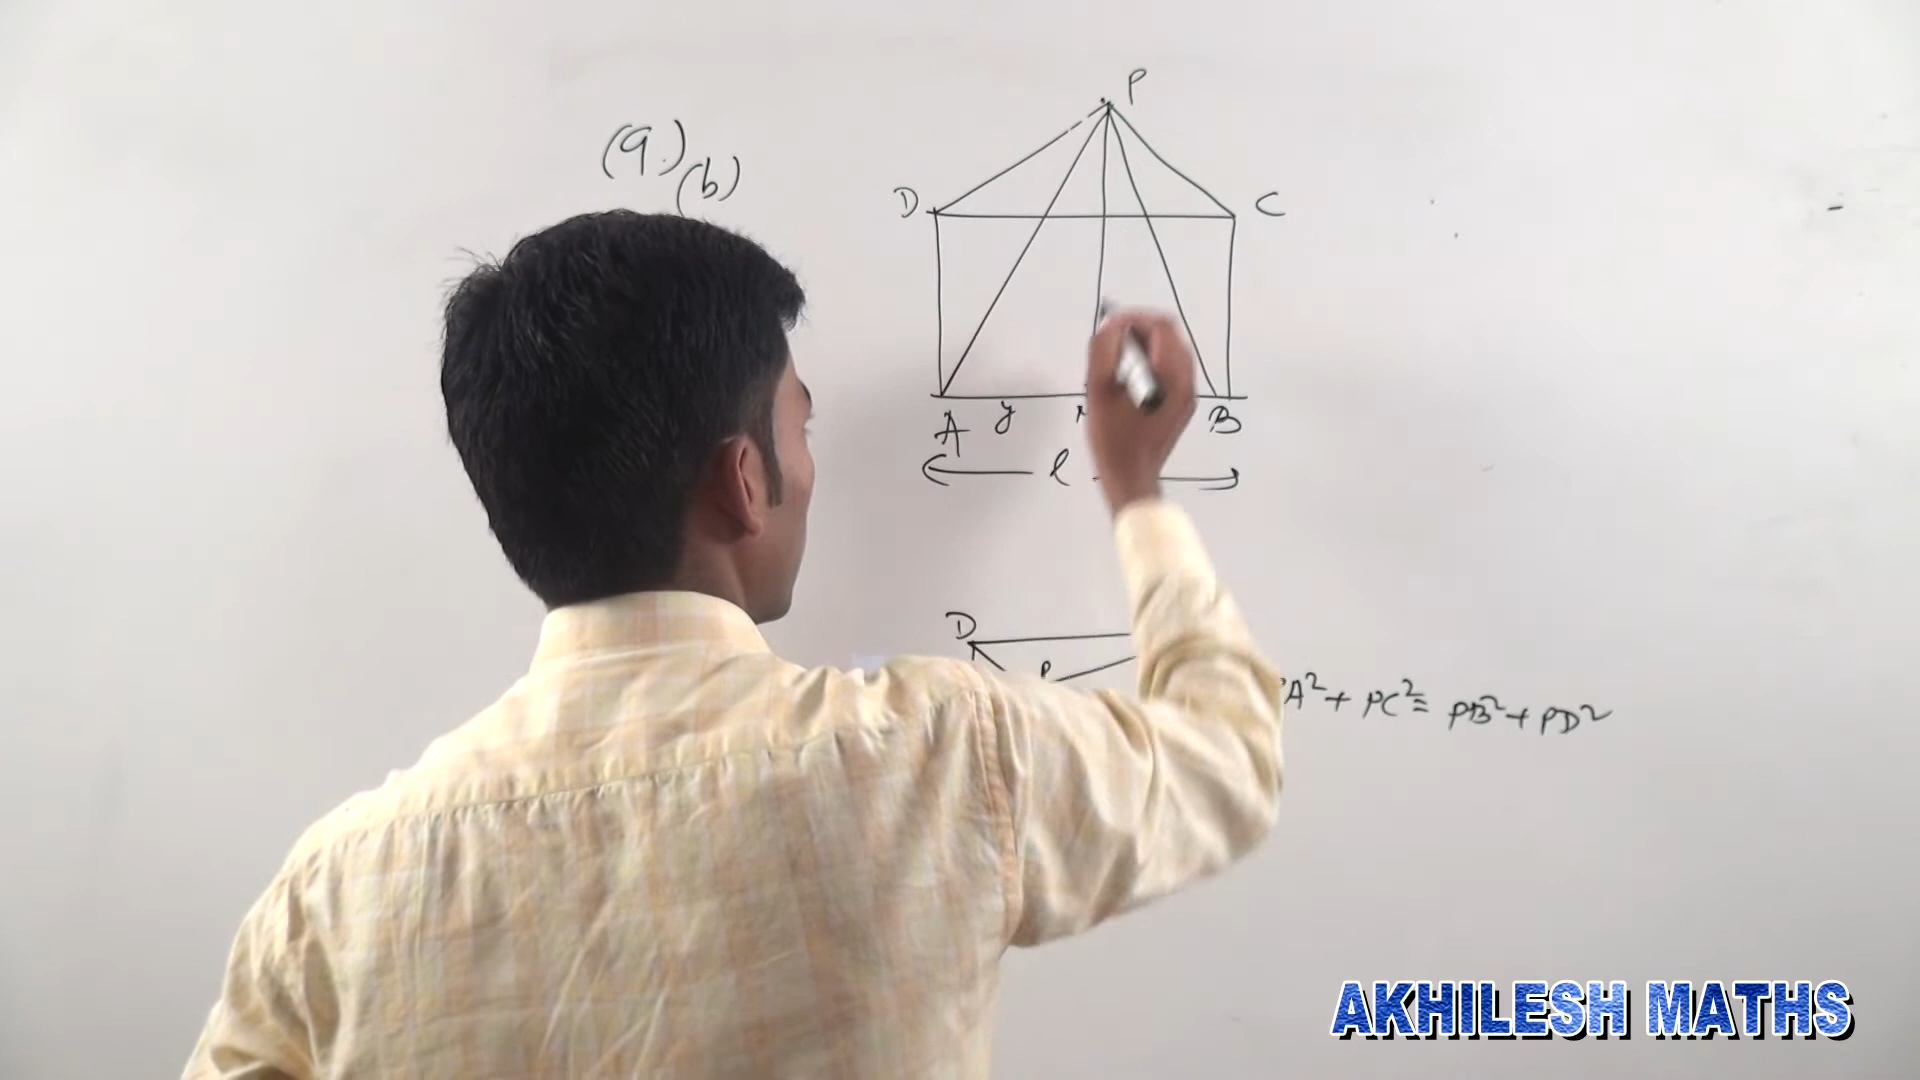 P
(9.)
(b)
D C
A y B
l
D
P
A²+ PC² = PB²+ PD²
AKHILESH MATHS